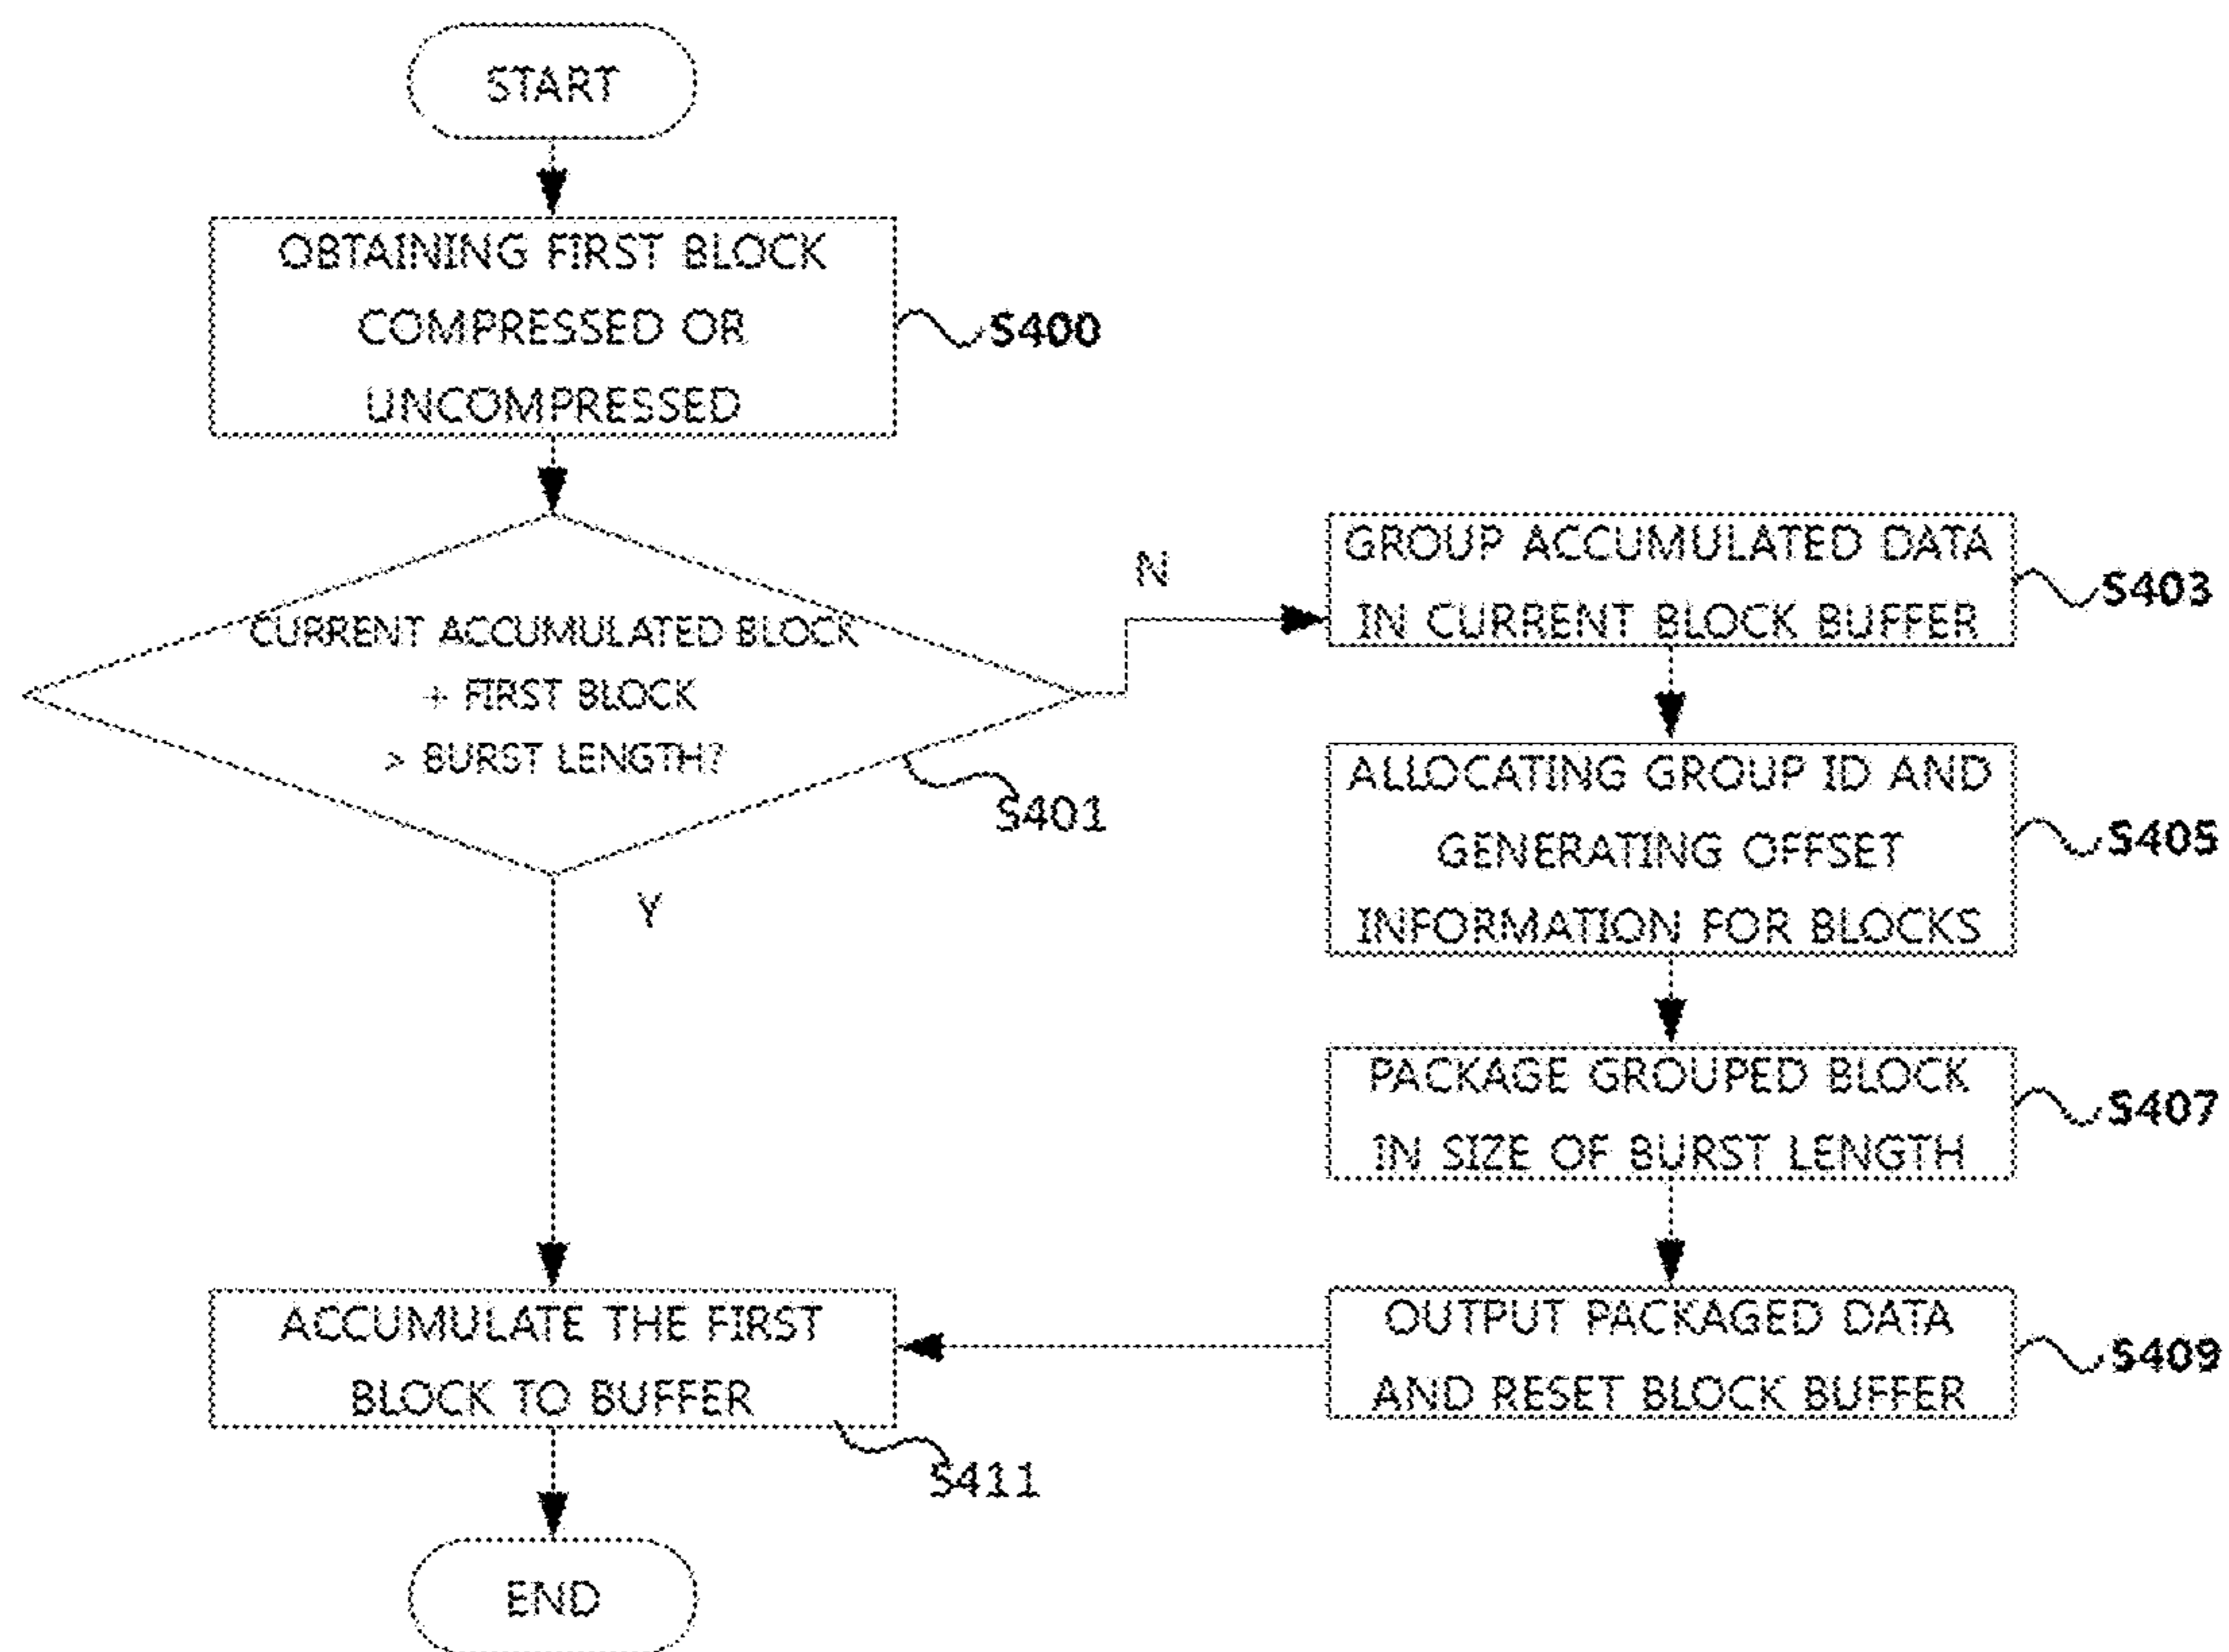 START
OBTAINING FIRST BLOCK
COMPRESSED OR
UNCOMPRESSED
S400
CURRENT ACCUMULATED BLOCK
+ FIRST BLOCK
> BURST LENGTH?
S401
N
Y
GROUP ACCUMULATED DATA
IN CURRENT BLOCK BUFFER
S403
ALLOCATING GROUP ID AND
GENERATING OFFSET
INFORMATION FOR BLOCKS
S405
PACKAGE GROUPED BLOCK
IN SIZE OF BURST LENGTH
S407
OUTPUT PACKAGED DATA
AND RESET BLOCK BUFFER
S409
ACCUMULATE THE FIRST
BLOCK TO BUFFER
S411
END